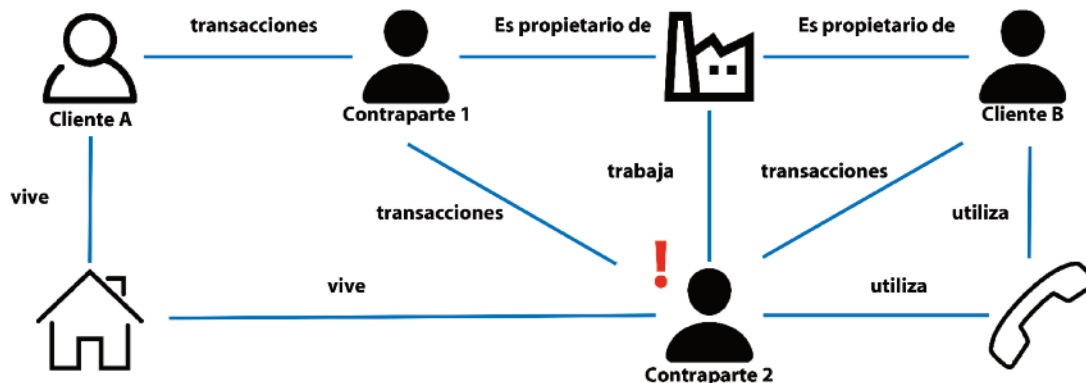 transacciones
Es propietario de
Es propietario de
Cliente A
Contraparte 1
Cliente B
vive
trabaja
transacciones
transacciones
utiliza
!
vive
utiliza
Contraparte 2